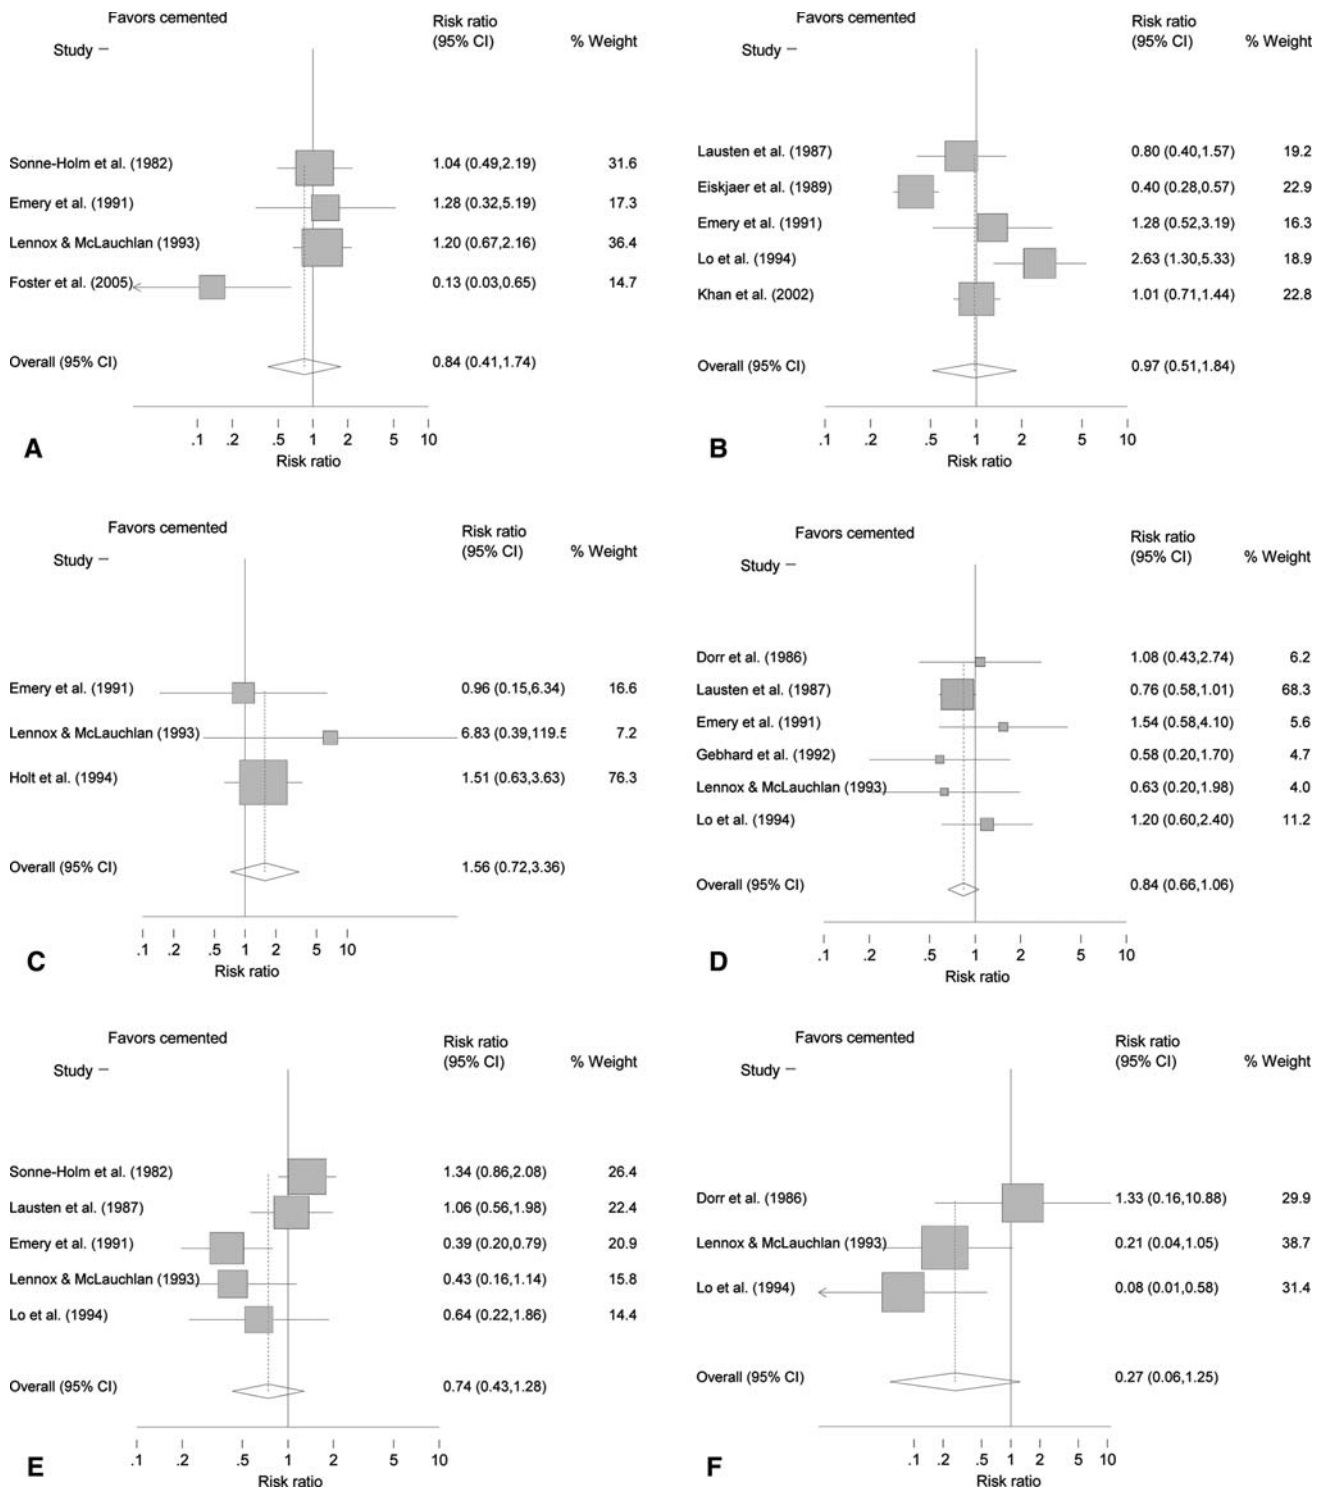 Favors cemented
Risk ratio
(95% CI) % Weight
Study
Sonne-Holm et al. (1982) 1.04 (0.49,2.19) 31.6
Emery et al. (1991) 1.28 (0.32,5.19) 17.3
Lennox & McLauchlan (1993) 1.20 (0.67,2.16) 36.4
Foster et al. (2005) 0.13 (0.03,0.65) 14.7
Overall (95% CI) 0.84 (0.41,1.74)
.1 .2 .5 1 2 5 10
Risk ratio
A
Favors cemented
Risk ratio
(95% CI) % Weight
Study
Lausten et al. (1987) 0.80 (0.40,1.57) 19.2
Eiskjaer et al. (1989) 0.40 (0.28,0.57) 22.9
Emery et al. (1991) 1.28 (0.52,3.19) 16.3
Lo et al. (1994) 2.63 (1.30,5.33) 18.9
Khan et al. (2002) 1.01 (0.71,1.44) 22.8
Overall (95% CI) 0.97 (0.51,1.84)
.1 .2 .5 1 2 5 10
Risk ratio
B
Favors cemented
Risk ratio
(95% CI) % Weight
Study
Emery et al. (1991) 0.96 (0.15,6.34) 16.6
Lennox & McLauchlan (1993) 6.83 (0.39,119.5 7.2
Holt et al. (1994) 1.51 (0.63,3.63) 76.3
Overall (95% CI) 1.56 (0.72,3.36)
.1 .2 .5 1 2 5 10
Risk ratio
C
Favors cemented
Risk ratio
(95% CI) % Weight
Study
Dorr et al. (1986) 1.08 (0.43,2.74) 6.2
Lausten et al. (1987) 0.76 (0.58,1.01) 68.3
Emery et al. (1991) 1.54 (0.58,4.10) 5.6
Gebhard et al. (1992) 0.58 (0.20,1.70) 4.7
Lennox & McLauchlan (1993) 0.63 (0.20,1.98) 4.0
Lo et al. (1994) 1.20 (0.60,2.40) 11.2
Overall (95% CI) 0.84 (0.66,1.06)
.1 .2 .5 1 2 5 10
Risk ratio
D
Favors cemented
Risk ratio
(95% CI) % Weight
Study
Sonne-Holm et al. (1982) 1.34 (0.86,2.08) 26.4
Lausten et al. (1987) 1.06 (0.56,1.98) 22.4
Emery et al. (1991) 0.39 (0.20,0.79) 20.9
Lennox & McLauchlan (1993) 0.43 (0.16,1.14) 15.8
Lo et al. (1994) 0.64 (0.22,1.86) 14.4
Overall (95% CI) 0.74 (0.43,1.28)
.1 .2 .5 1 2 5 10
Risk ratio
E
Favors cemented
Risk ratio
(95% CI) % Weight
Study
Dorr et al. (1986) 1.33 (0.16,10.88) 29.9
Lennox & McLauchlan (1993) 0.21 (0.04,1.05) 38.7
Lo et al. (1994) 0.08 (0.01,0.58) 31.4
Overall (95% CI) 0.27 (0.06,1.25)
.1 .2 .5 1 2 5 10
Risk ratio
F